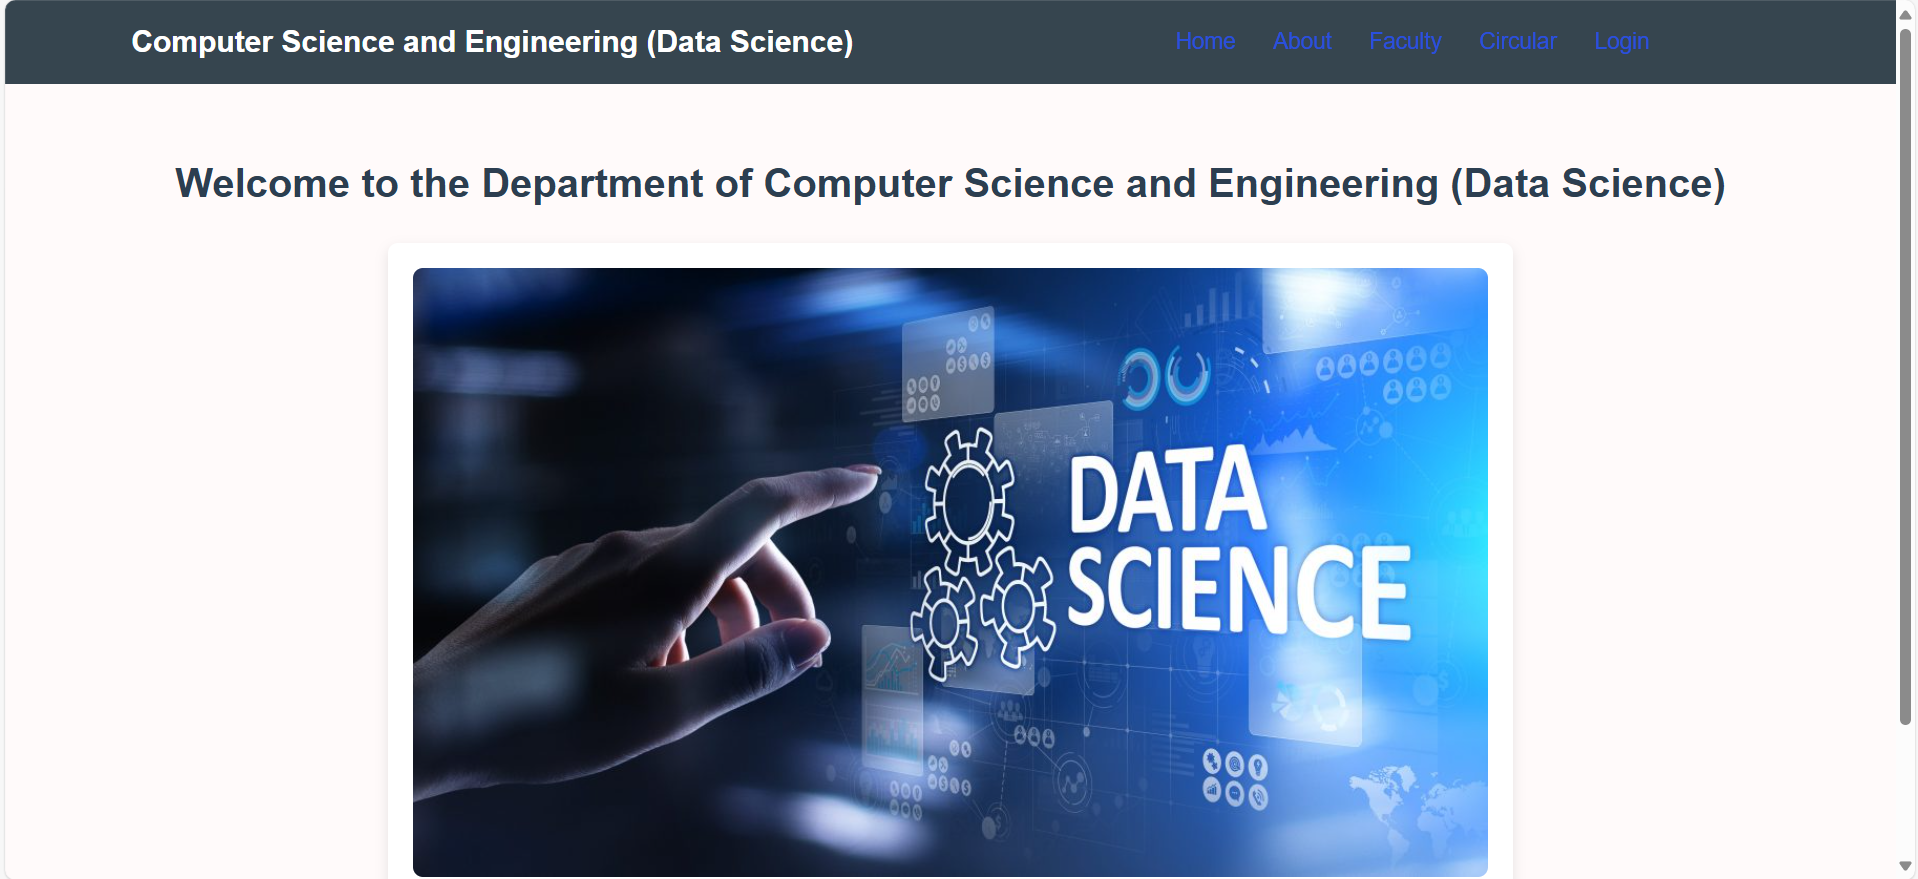 Computer Science and Engineering (Data Science)
Home About Faculty Circular Login
Welcome to the Department of Computer Science and Engineering (Data Science)
DATA
SCIENCE